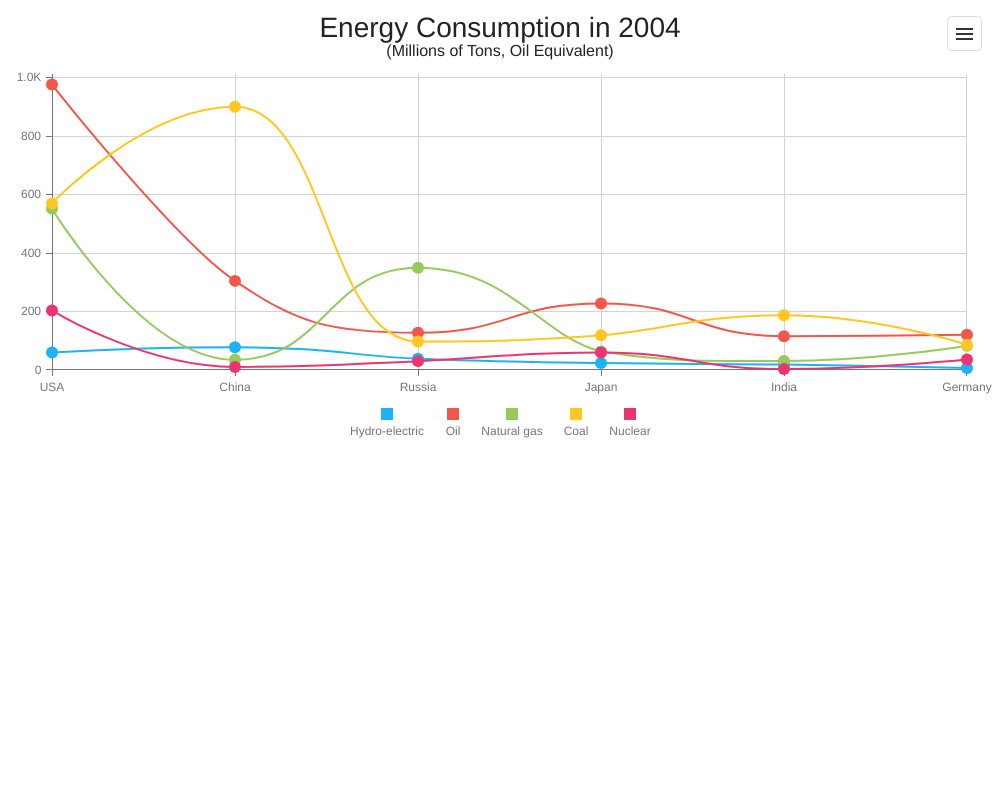 Energy Consumption in 2004
(Millions of Tons, Oil Equivalent)
1.0K
800
600
400
200
0
USA China Russia Japan India Germany
Hydro-electric Oil Natural gas Coal Nuclear